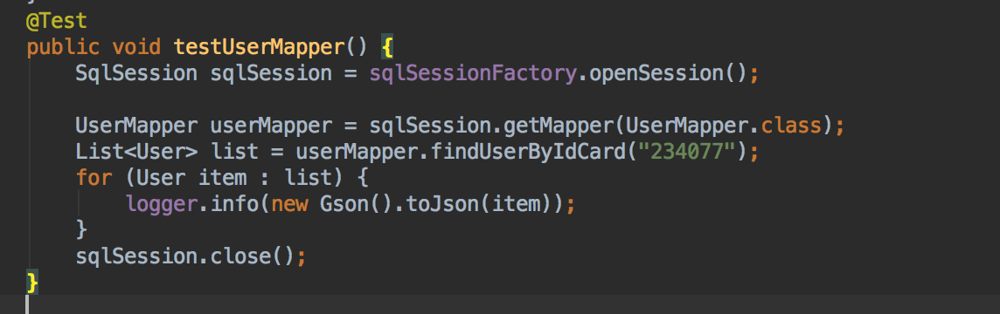 }
@Test
public void testUserMapper() {
    SqlSession sqlSession = sqlSessionFactory.openSession();
    UserMapper userMapper = sqlSession.getMapper(UserMapper.class);
    List<User> list = userMapper.findUserByIdCard("234077");
    for (User item : list) {
        logger.info(new Gson().toJson(item));
    }
    sqlSession.close();
}